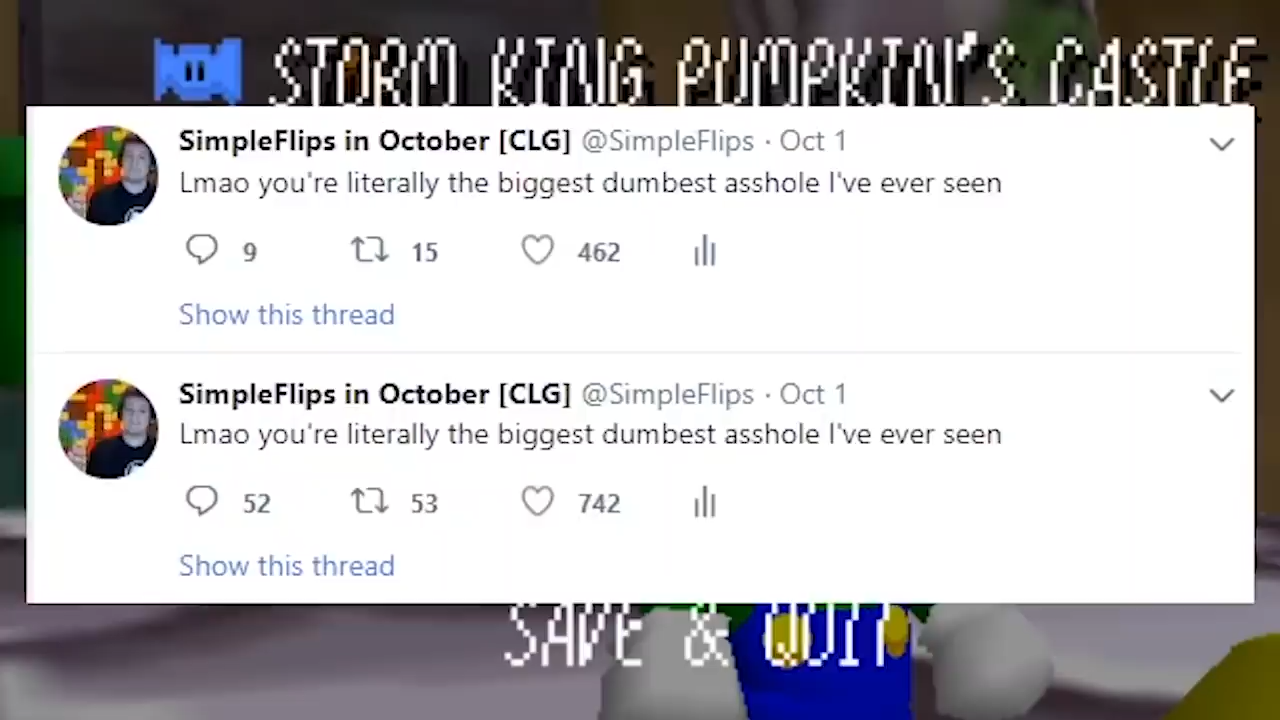 STORM KING PUMPKIN'S CASTLE
SimpleFlips in October [CLG] @SimpleFlips · Oct 1
Lmao you're literally the biggest dumbest asshole I've ever seen
9 15 462
Show this thread
SimpleFlips in October [CLG] @SimpleFlips · Oct 1
Lmao you're literally the biggest dumbest asshole I've ever seen
52 53 742
Show this thread
SAVE & QUIT